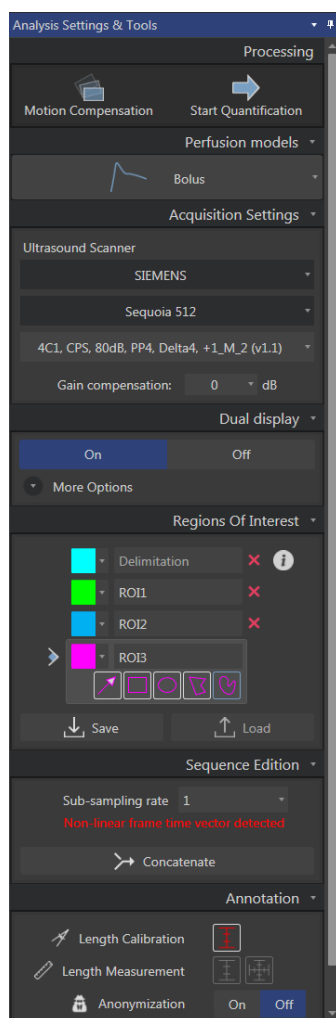 Analysis Settings & Tools
Processing
Motion Compensation
Start Quantification
Perfusion models
Bolus
Acquisition Settings
Ultrasound Scanner
SIEMENS
Sequoia 512
4C1, CPS, 80dB, PP4, Delta4, +1_M_2 (v1.1)
Gain compensation: 0 dB
Dual display
On Off
More Options
Regions Of Interest
Delimitation
ROI1
ROI2
ROI3
Save Load
Sequence Edition
Sub-sampling rate 1
Non-linear frame time vector detected
Concatenate
Annotation
Length Calibration
Length Measurement
Anonymization On Off